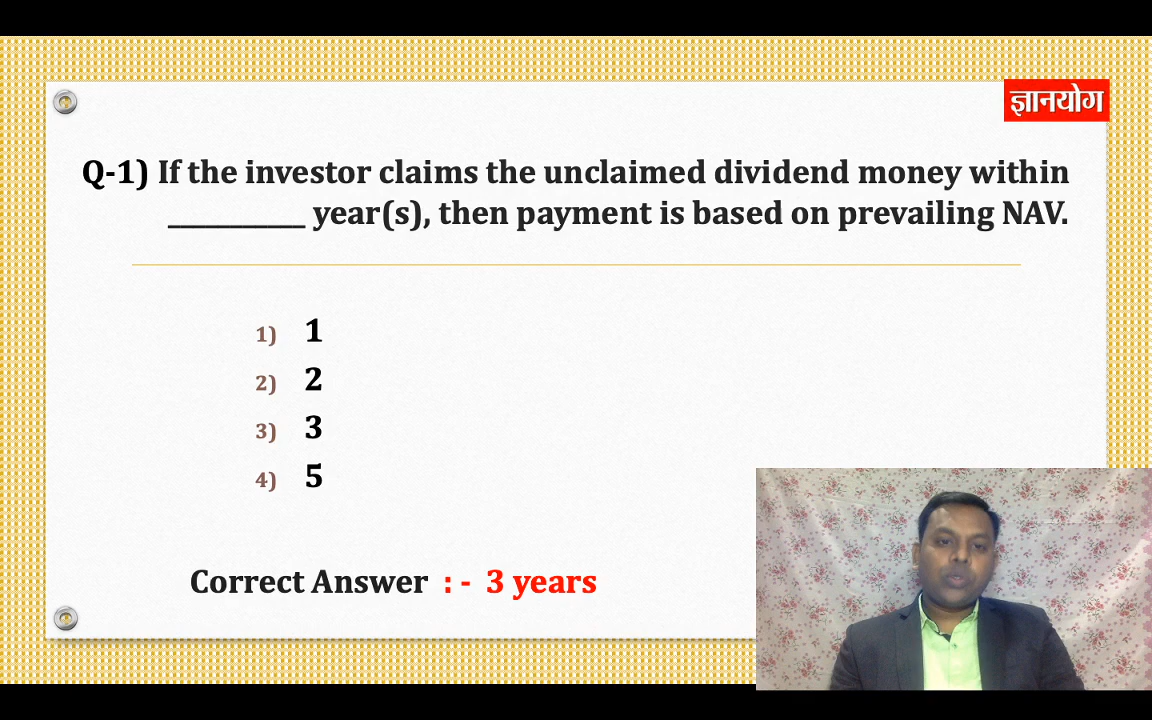 ज्ञानयोग
Q-1) If the investor claims the unclaimed dividend money within
__________ year(s), then payment is based on prevailing NAV.
1) 1
2) 2
3) 3
4) 5
Correct Answer : - 3 years